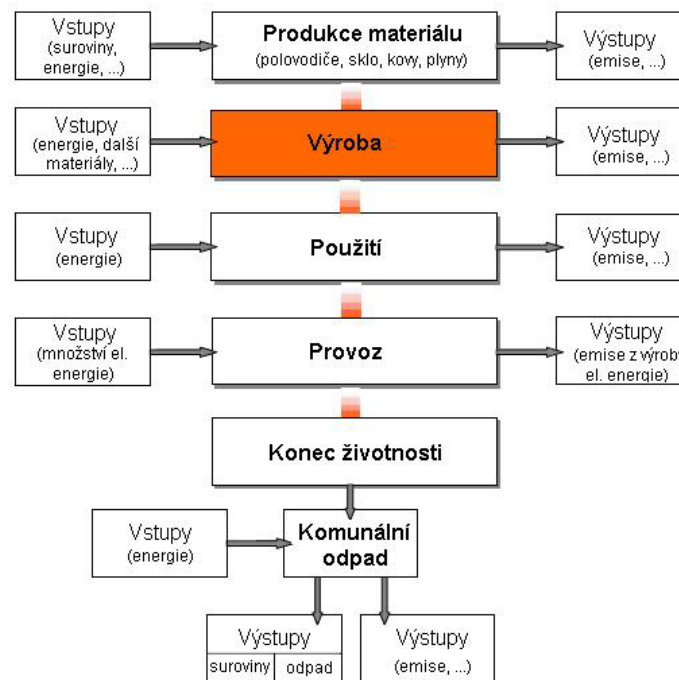 Vstupy
(suroviny,
energie, ...)
Produkce materiálu
(polovodiče, sklo, kovy, plyny)
Výstupy
(emise, ...)
Vstupy
(energie, další
materiály, ...)
Výroba
Výstupy
(emise, ...)
Vstupy
(energie)
Použití
Výstupy
(emise, ...)
Vstupy
(množství el.
energie)
Provoz
Výstupy
(emise z výroby
el. energie)
Konec životnosti
Vstupy
(energie)
Komunální
odpad
Výstupy
suroviny
odpad
Výstupy
(emise, ...)